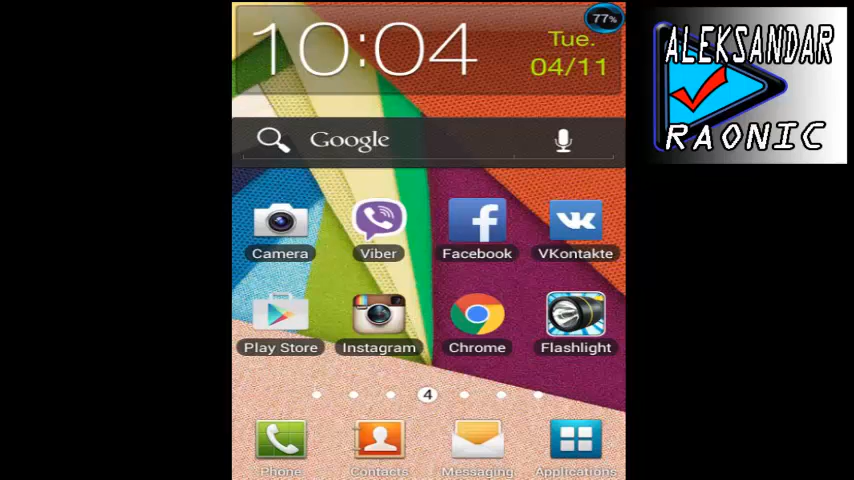 10:04
77%
Tue.
04/11
ALEKSANDAR
RAONIC
Google
Camera
Viber
Facebook
VKontakte
Play Store
Instagram
Chrome
Flashlight
4
Phone
Contacts
Messaging
Applications